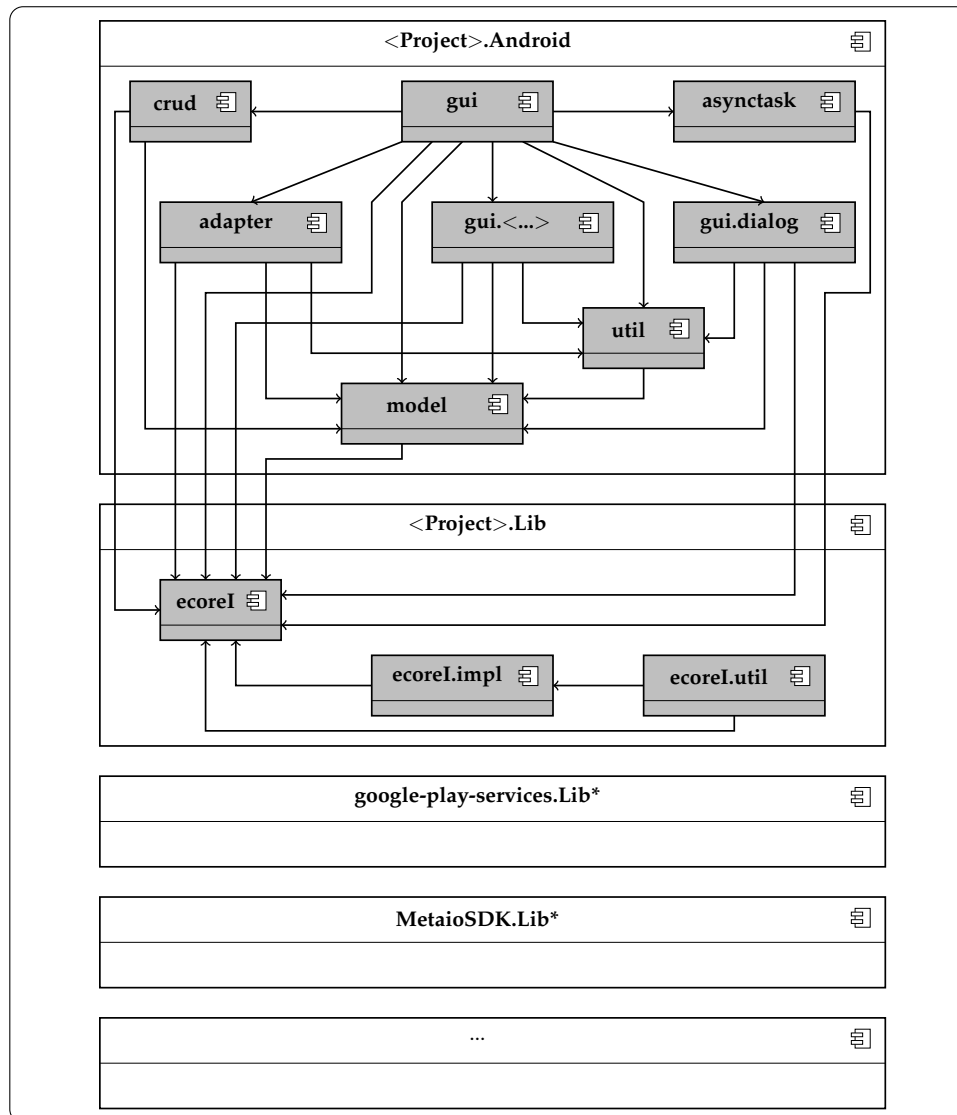 <Project>.Android
crud
gui
asynctask
adapter
gui.<...>
gui.dialog
util
model
<Project>.Lib
ecoreI
ecoreI.impl
ecoreI.util
google-play-services.Lib*
MetaioSDK.Lib*
...